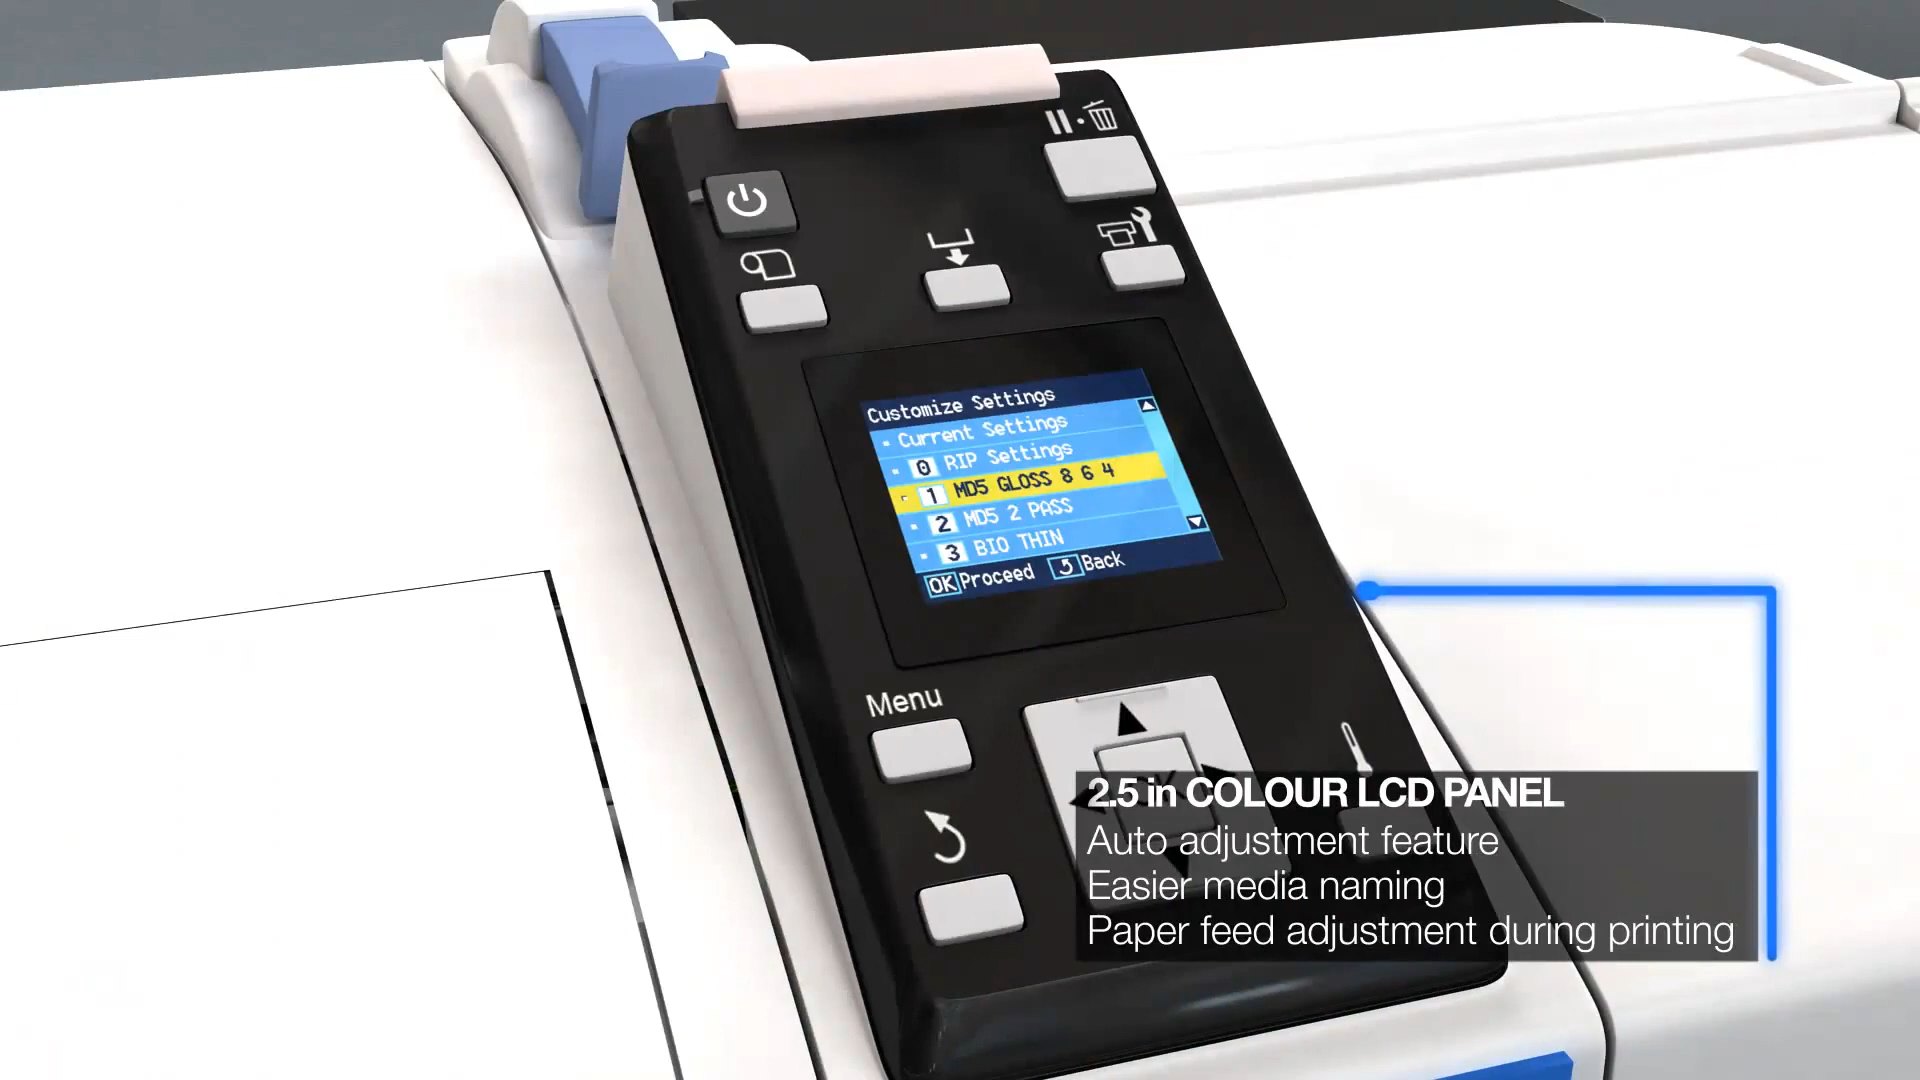 Customize Settings
Current Settings
0 RIP Settings
1 MD5 GLOSS 8 6 4
2 MD5 2 PASS
3 BIO THIN
OK Proceed Back
Menu
OK
2.5 in COLOUR LCD PANEL
Auto adjustment feature
Easier media naming
Paper feed adjustment during printing